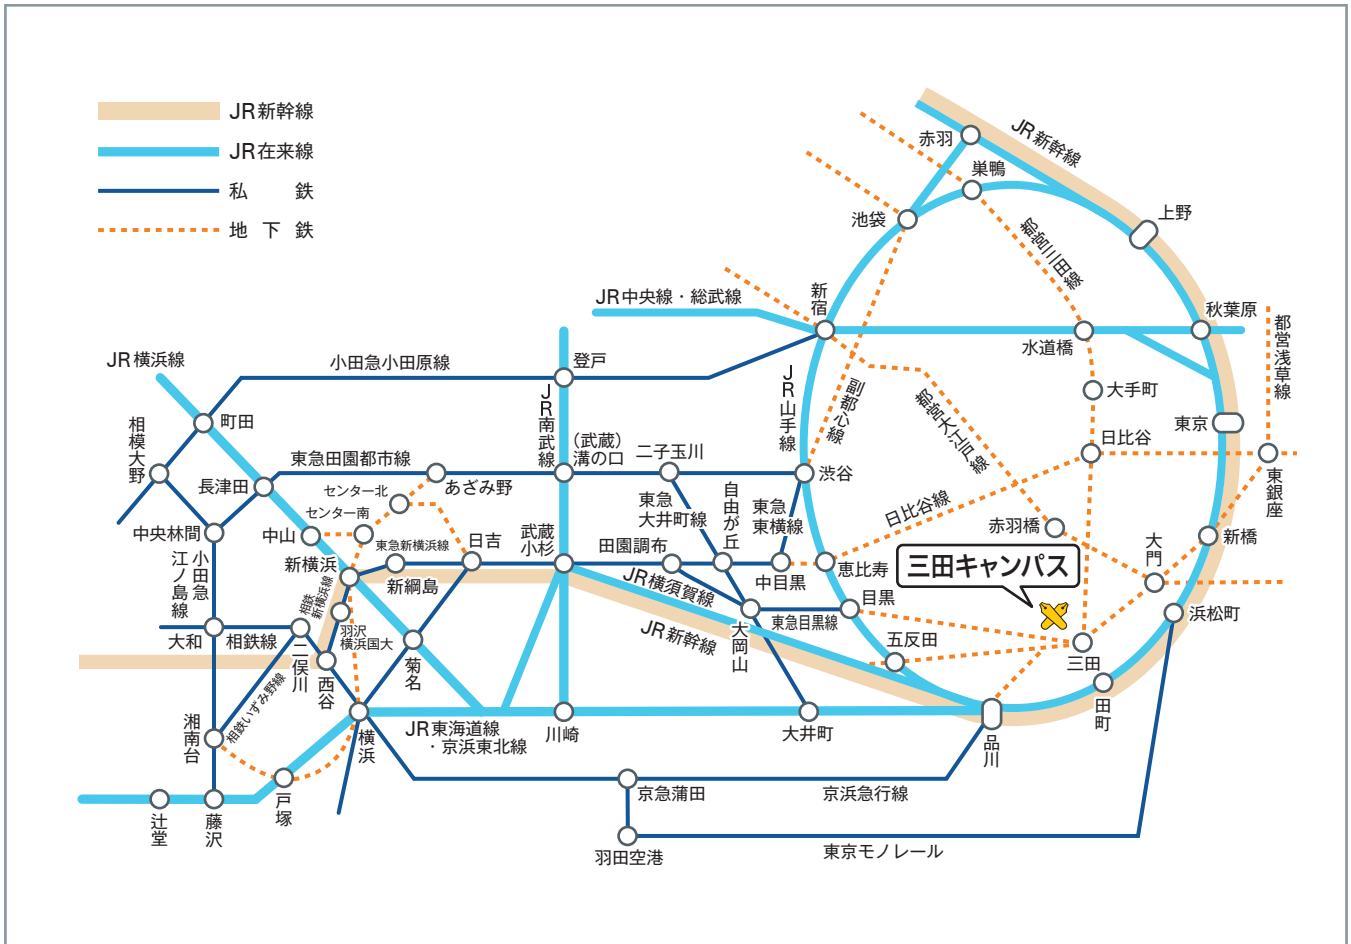 JR新幹線
JR在来線
私鉄
地下鉄
赤羽
JR新幹線
巣鴨
池袋
上野
都営三田線
JR中央線・総武線
新宿
秋葉原
水道橋
都営浅草線
JR横浜線
小田急小田原線
登戸
JR山手線
副都心線
都営大江戸線
大手町
JR南武線
町田
相模大野
東京
日比谷
東急田園都市線
(武蔵)
溝の口
二子玉川
渋谷
東銀座
長津田
センター北
あざみ野
センター南
東急
大井町線
自由が丘
東急
東横線
日比谷線
赤羽橋
中央林間
中山
東急新横浜線
日吉
武蔵
小杉
田園調布
新橋
大門
小田急
江ノ島線
新横浜
新綱島
中目黒
恵比寿
三田キャンパス
相鉄
新横浜線
JR横須賀線
目黒
浜松町
羽沢
横浜国大
JR新幹線
大岡山
東急目黒線
大和
相鉄線
二俣川
五反田
三田
西谷
菊名
田町
相鉄いずみ野線
湘南台
横浜
JR東海道線
・京浜東北線
川崎
大井町
品川
戸塚
京急蒲田
京浜急行線
辻堂
藤沢
羽田空港
東京モノレール